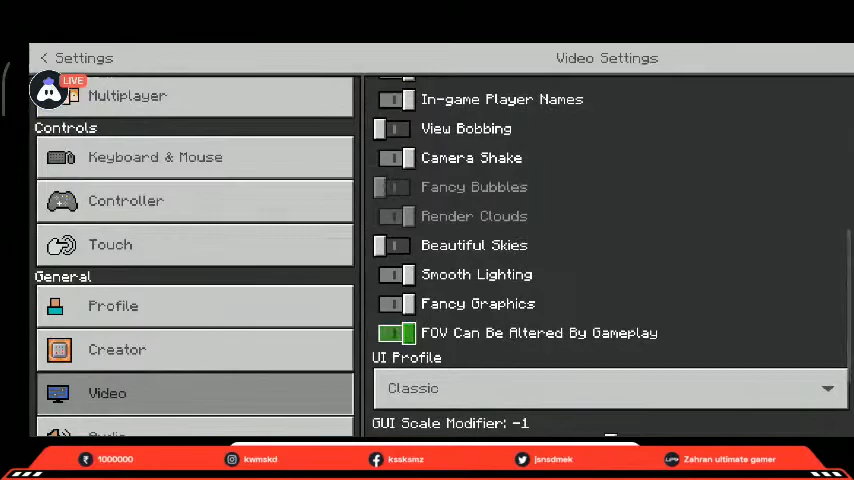 Settings
Video Settings
LIVE
Multiplayer
Controls
Keyboard & Mouse
Controller
Touch
General
Profile
Creator
Video
In-game Player Names
View Bobbing
Camera Shake
Fancy Bubbles
Render Clouds
Beautiful Skies
Smooth Lighting
Fancy Graphics
FOV Can Be Altered By Gameplay
UI Profile
Classic
GUI Scale Modifier: -1
₹ 1000000
kwmskd
kssksmz
jsnsdmek
Zahran ultimate gamer